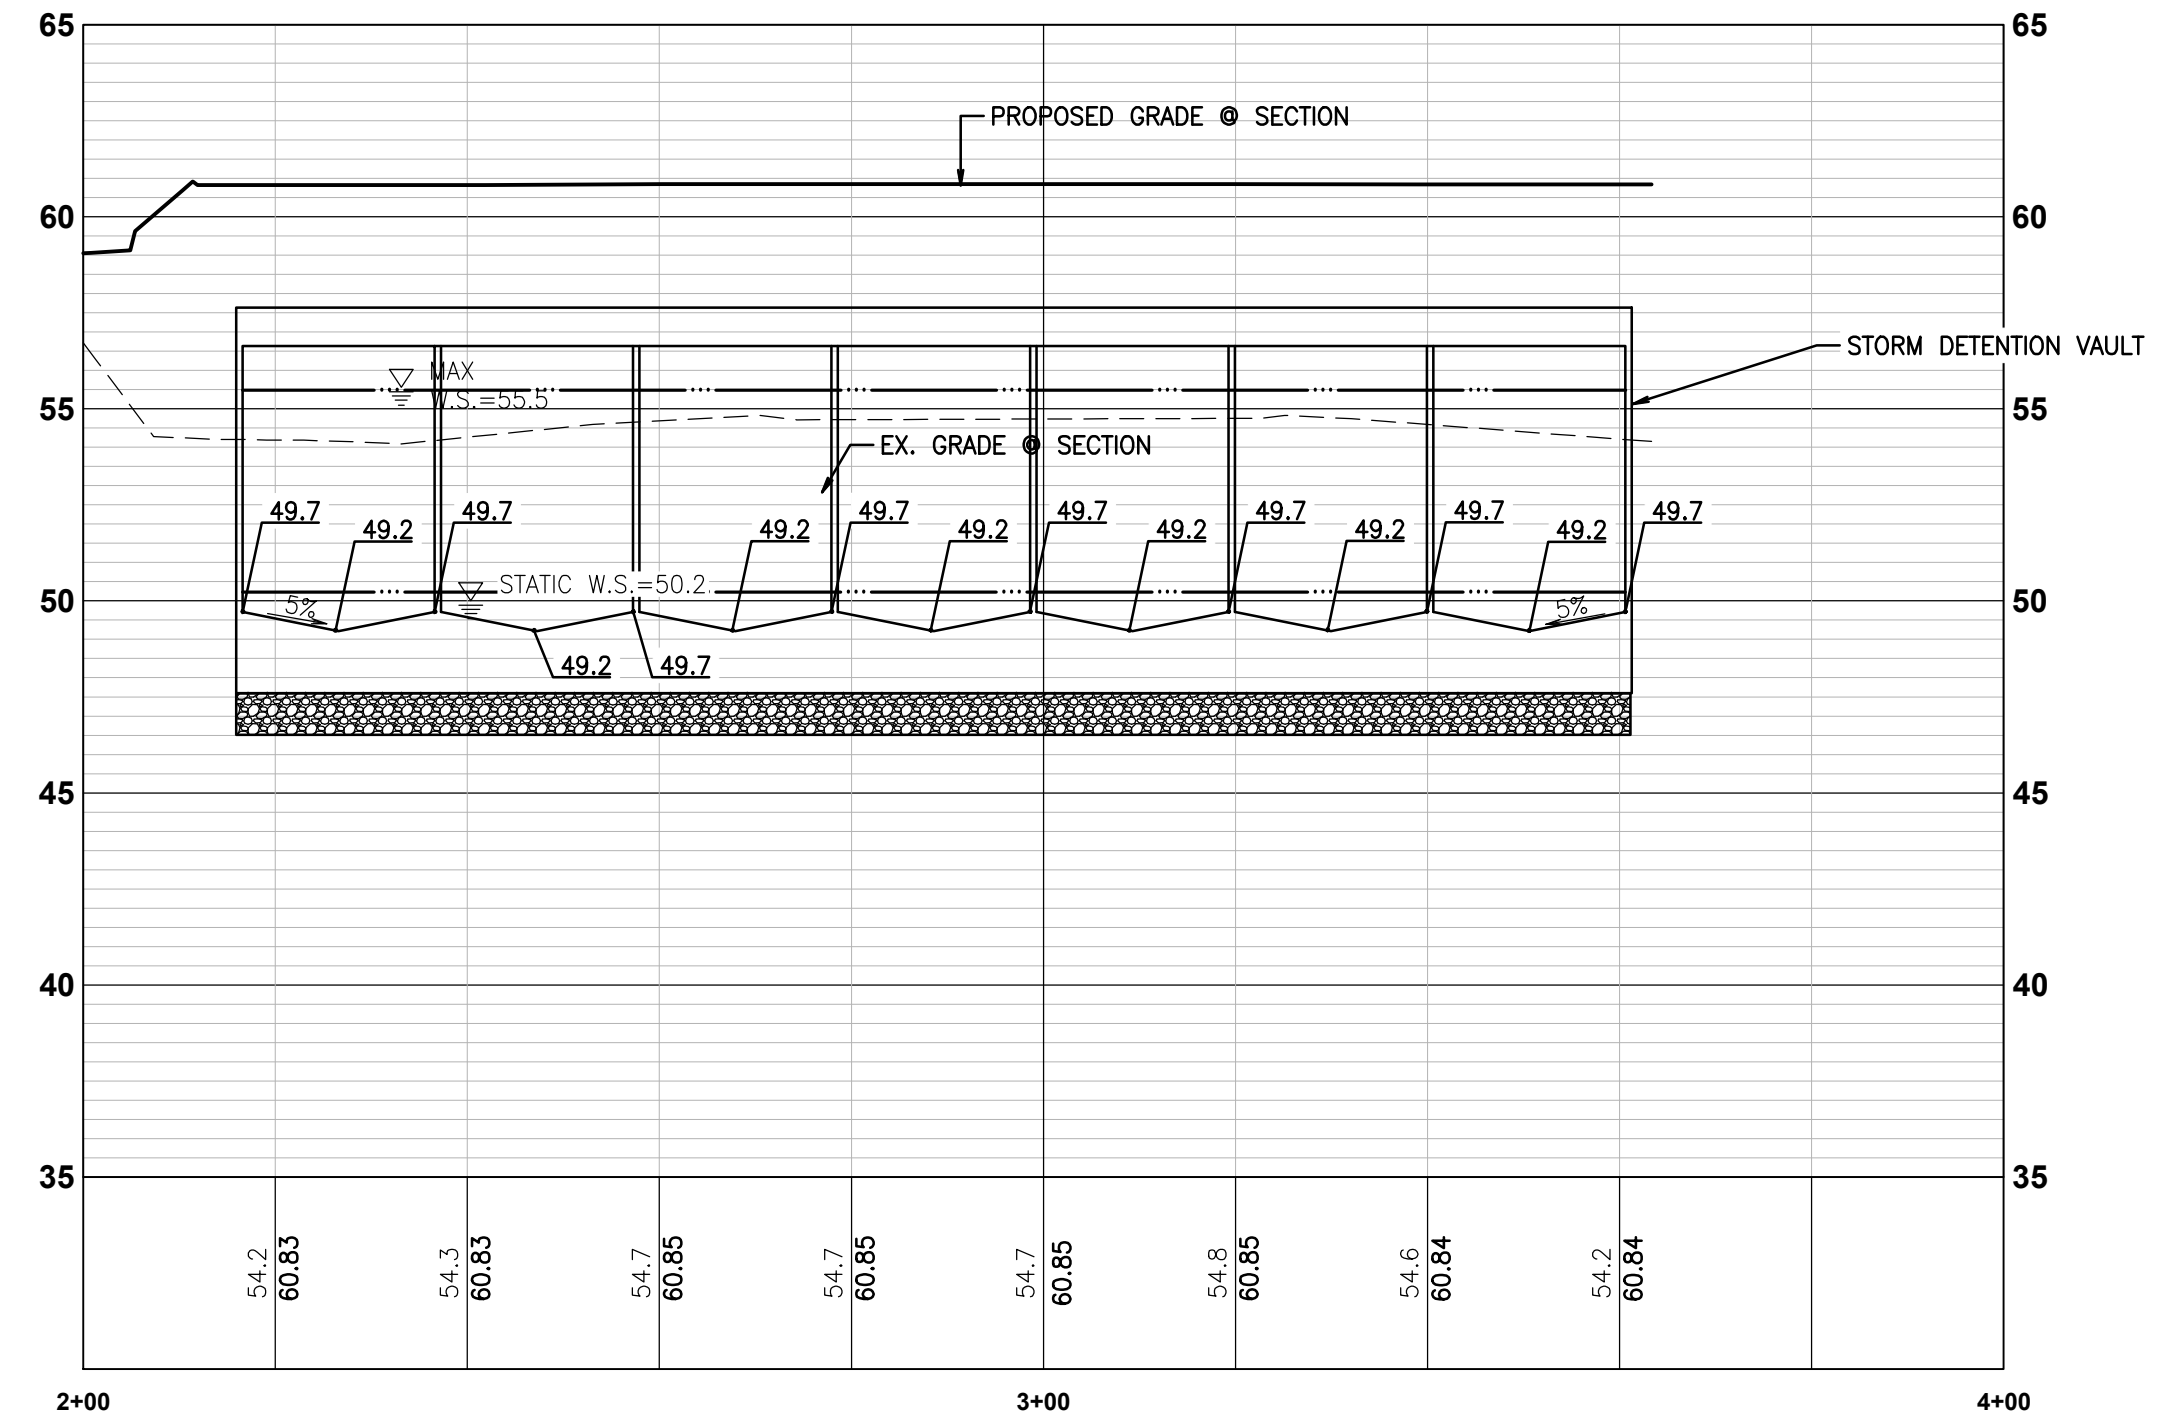 65 65
PROPOSED GRADE @ SECTION
60 60
STORM DETENTION VAULT
MAX
W.S.=55.5
55 55
EX. GRADE @ SECTION
49.7 49.7 49.7 49.7 49.7 49.7 49.7
49.2 49.2 49.2 49.2 49.2 49.2
STATIC W.S.=50.2
50 50
5% 5%
49.2 49.7
45 45
40 40
35 35
54.2 54.3 54.7 54.7 54.7 54.8 54.6 54.2
60.83 60.83 60.85 60.85 60.85 60.85 60.84 60.84
2+00 3+00 4+00